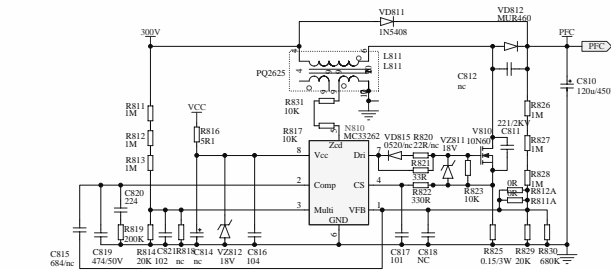 VD811
1N5408
VD812
MUR460
300V
PFC
PFC
L811
L811
PQ2625
C812
nc
C810
120u/450
R831
10K
R811
1M
R812
1M
R813
1M
VCC
R816
5R1
R817
10K
N810
MC33262
Zcd
VD815
0520/nc
R820
22R/nc
VZ811
18V
V810
10N60
221/2KV
C811
R826
1M
R827
1M
R828
1M
8
Vcc
Dri
7
R821
33R
2
Comp
CS
4
R822
330R
R823
10K
0R
R812A
0R
R811A
3
Multi
VFB
1
GND
6
5
C820
224
R819
200K
C815
684/nc
C819
474/50V
R814
20K
C821
102
R818
nc
C814
nc
VZ812
18V
C816
104
C817
101
C818
NC
R825
0.15/3W
R829
20K
R830
680K